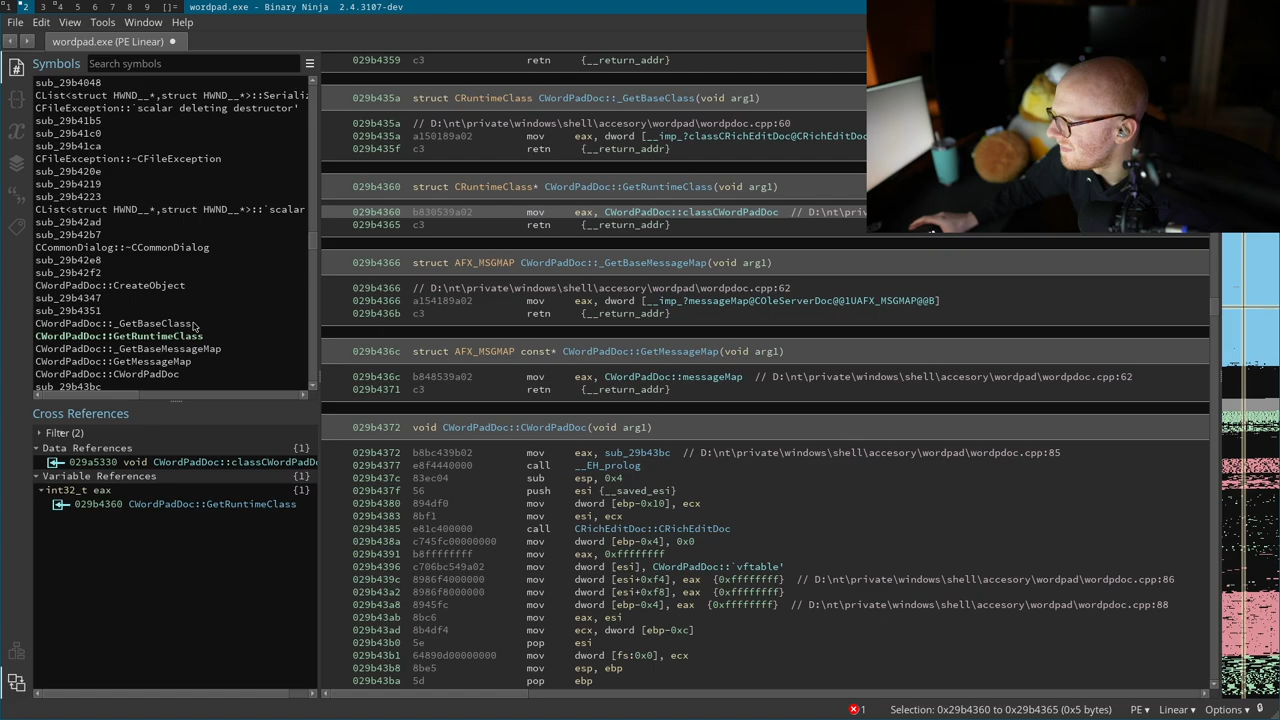 1 2 3 4 5 6 7 8 9 []= wordpad.exe - Binary Ninja 2.4.3107-dev
File Edit View Tools Window Help
wordpad.exe (PE Linear) ●
Symbols Search symbols
sub_29b4048
CList<struct HWND__*,struct HWND__*>::Serializ
CFileException::`scalar deleting destructor'
sub_29b41b5
sub_29b41c0
sub_29b41ca
CFileException::~CFileException
sub_29b420e
sub_29b4219
sub_29b4223
CList<struct HWND__*,struct HWND__*>::`scalar
sub_29b42ad
sub_29b42b7
CCommonDialog::~CCommonDialog
sub_29b42e8
sub_29b42f2
CWordPadDoc::CreateObject
sub_29b4347
sub_29b4351
CWordPadDoc::_GetBaseClass
CWordPadDoc::GetRuntimeClass
CWordPadDoc::_GetBaseMessageMap
CWordPadDoc::GetMessageMap
CWordPadDoc::CWordPadDoc
sub_29b43bc
Cross References
Filter (2)
Data References {1}
029a5330 void CWordPadDoc::classCWordPadDo
Variable References {1}
int32_t eax {1}
029b4360 CWordPadDoc::GetRuntimeClass
029b4359 c3 retn {__return_addr}
029b435a struct CRuntimeClass CWordPadDoc::_GetBaseClass(void arg1)
029b435a // D:\nt\private\windows\shell\accesory\wordpad\wordpdoc.cpp:60
029b435a a150189a02 mov eax, dword [__imp_?classCRichEditDoc@CRichEditDoc
029b435f c3 retn {__return_addr}
029b4360 struct CRuntimeClass* CWordPadDoc::GetRuntimeClass(void arg1)
029b4360 b830539a02 mov eax, CWordPadDoc::classCWordPadDoc // D:\nt\priv
029b4365 c3 retn {__return_addr}
029b4366 struct AFX_MSGMAP CWordPadDoc::_GetBaseMessageMap(void arg1)
029b4366 // D:\nt\private\windows\shell\accesory\wordpad\wordpdoc.cpp:62
029b4366 a154189a02 mov eax, dword [__imp_?messageMap@COleServerDoc@@1UAFX_MSGMAP@@B]
029b436b c3 retn {__return_addr}
029b436c struct AFX_MSGMAP const* CWordPadDoc::GetMessageMap(void arg1)
029b436c b848539a02 mov eax, CWordPadDoc::messageMap // D:\nt\private\windows\shell\accesory\wordpad\wordpdoc.cpp:62
029b4371 c3 retn {__return_addr}
029b4372 void CWordPadDoc::CWordPadDoc(void arg1)
029b4372 b8bc439b02 mov eax, sub_29b43bc // D:\nt\private\windows\shell\accesory\wordpad\wordpdoc.cpp:85
029b4377 e8f4440000 call __EH_prolog
029b437c 83ec04 sub esp, 0x4
029b437f 56 push esi {__saved_esi}
029b4380 894df0 mov dword [ebp-0x10], ecx
029b4383 8bf1 mov esi, ecx
029b4385 e81c400000 call CRichEditDoc::CRichEditDoc
029b438a c745fc00000000 mov dword [ebp-0x4], 0x0
029b4391 b8ffffffff mov eax, 0xffffffff
029b4396 c706bc549a02 mov dword [esi], CWordPadDoc::`vftable'
029b439c 8986f4000000 mov dword [esi+0xf4], eax {0xffffffff} // D:\nt\private\windows\shell\accesory\wordpad\wordpdoc.cpp:86
029b43a2 8986f8000000 mov dword [esi+0xf8], eax {0xffffffff}
029b43a8 8945fc mov dword [ebp-0x4], eax {0xffffffff} // D:\nt\private\windows\shell\accesory\wordpad\wordpdoc.cpp:88
029b43ab 8bc6 mov eax, esi
029b43ad 8b4df4 mov ecx, dword [ebp-0xc]
029b43b0 5e pop esi
029b43b1 64890d00000000 mov dword [fs:0x0], ecx
029b43b8 8be5 mov esp, ebp
029b43ba 5d pop ebp
1 Selection: 0x29b4360 to 0x29b4365 (0x5 bytes) PE Linear Options